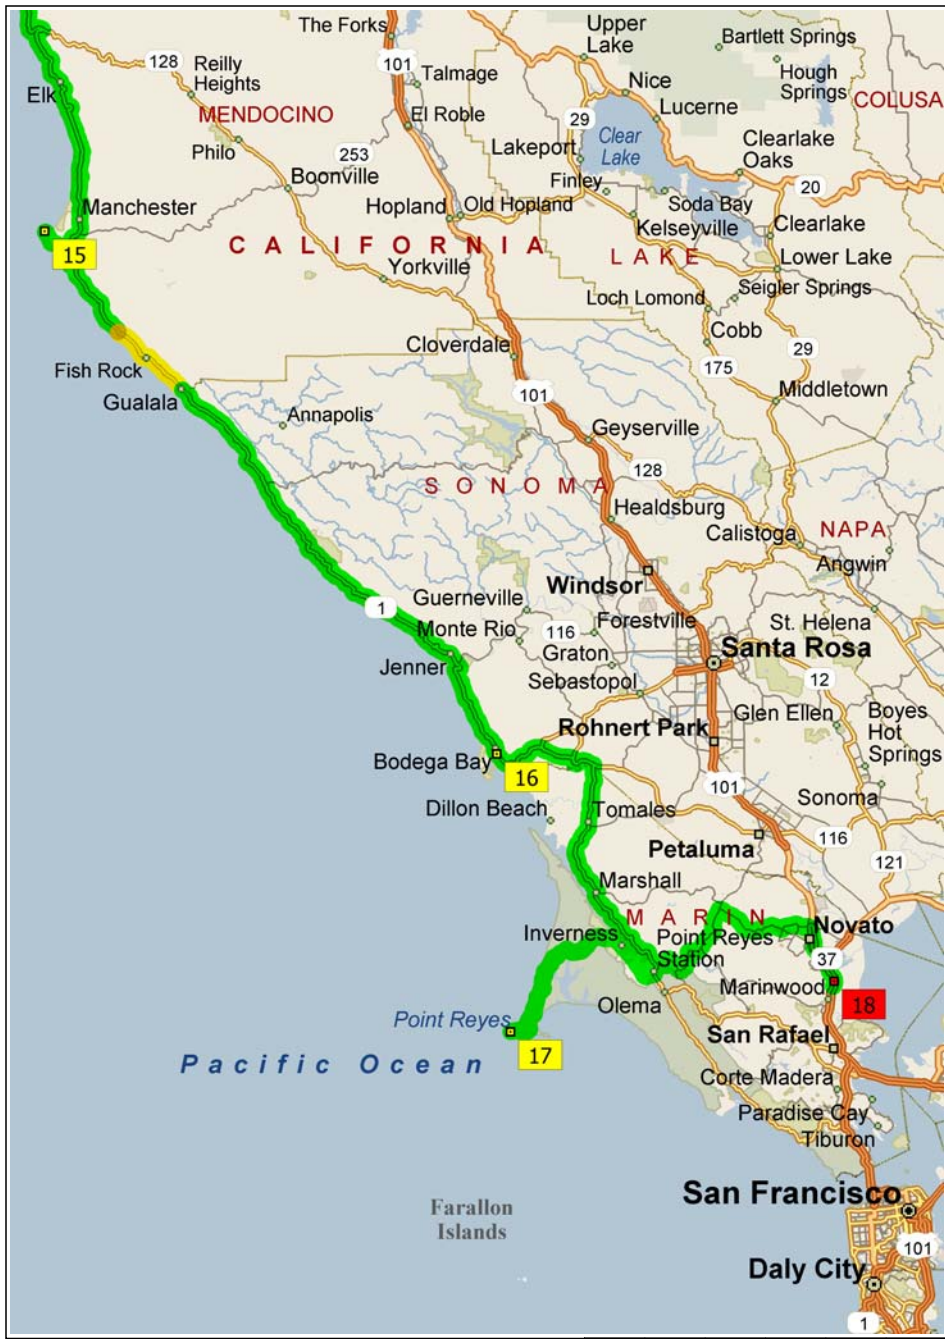 The Forks
Upper
Lake
Bartlett Springs
128
Reilly
Heights
101
Talmage
Nice
Hough
Springs
Elk
MENDOCINO
El Roble
29
Lucerne
COLUSA
Philo
253
Lakeport
Clear
Lake
Clearlake
Oaks
Boonville
Finley
20
Manchester
Hopland
Old Hopland
Soda Bay
Kelseyville
Clearlake
15
CALIFORNIA
LAKE
Lower Lake
Yorkville
Loch Lomond
Seigler Springs
Cobb
Fish Rock
Cloverdale
29
175
Gualala
101
Middletown
Annapolis
Geyserville
128
SONOMA
Healdsburg
Calistoga
NAPA
Angwin
Windsor
1
Guerneville
116
Forestville
St. Helena
Monte Rio
Graton
Santa Rosa
Jenner
Sebastopol
12
Rohnert Park
Glen Ellen
Boyes
Hot
Springs
Bodega Bay
16
101
Sonoma
Dillon Beach
Tomales
116
Petaluma
121
Marshall
MARIN
Inverness
Point Reyes
Station
Novato
37
Olema
Marinwood
18
Point Reyes
17
San Rafael
Pacific Ocean
Corte Madera
Paradise Cay
Tiburon
San Francisco
Farallon
Islands
101
Daly City
1